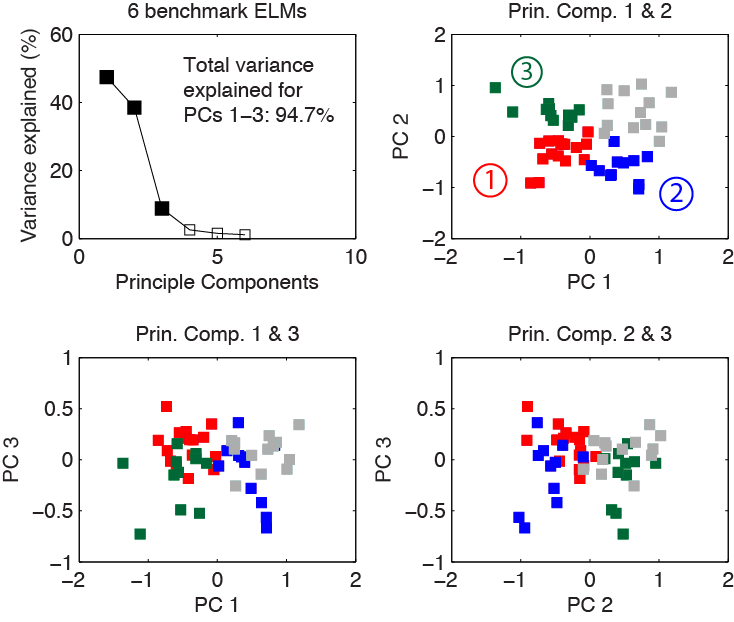 6 benchmark ELMs
60
40
20
0
0
5
10
Variance explained (%)
Principle Components
Total variance
explained for
PCs 1–3: 94.7%
Prin. Comp. 1 & 2
2
1
0
−1
−2
−2
−1
0
1
2
PC 2
PC 1
3
1
2
Prin. Comp. 1 & 3
1
0.5
0
−0.5
−1
−2
−1
0
1
2
PC 3
PC 1
Prin. Comp. 2 & 3
1
0.5
0
−0.5
−1
−2
−1
0
1
2
PC 3
PC 2